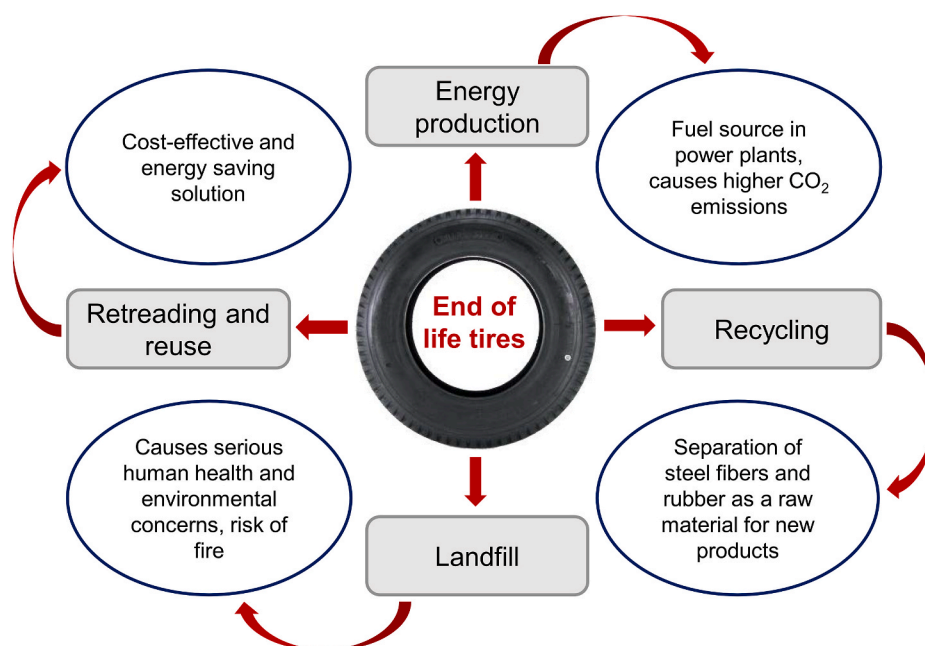 Energy
production
Cost-effective and
energy saving
solution
Fuel source in
power plants,
causes higher CO₂
emissions
Retreading and
reuse
End of
life tires
Recycling
Causes serious
human health and
environmental
concerns, risk of
fire
Separation of
steel fibers and
rubber as a raw
material for new
products
Landfill